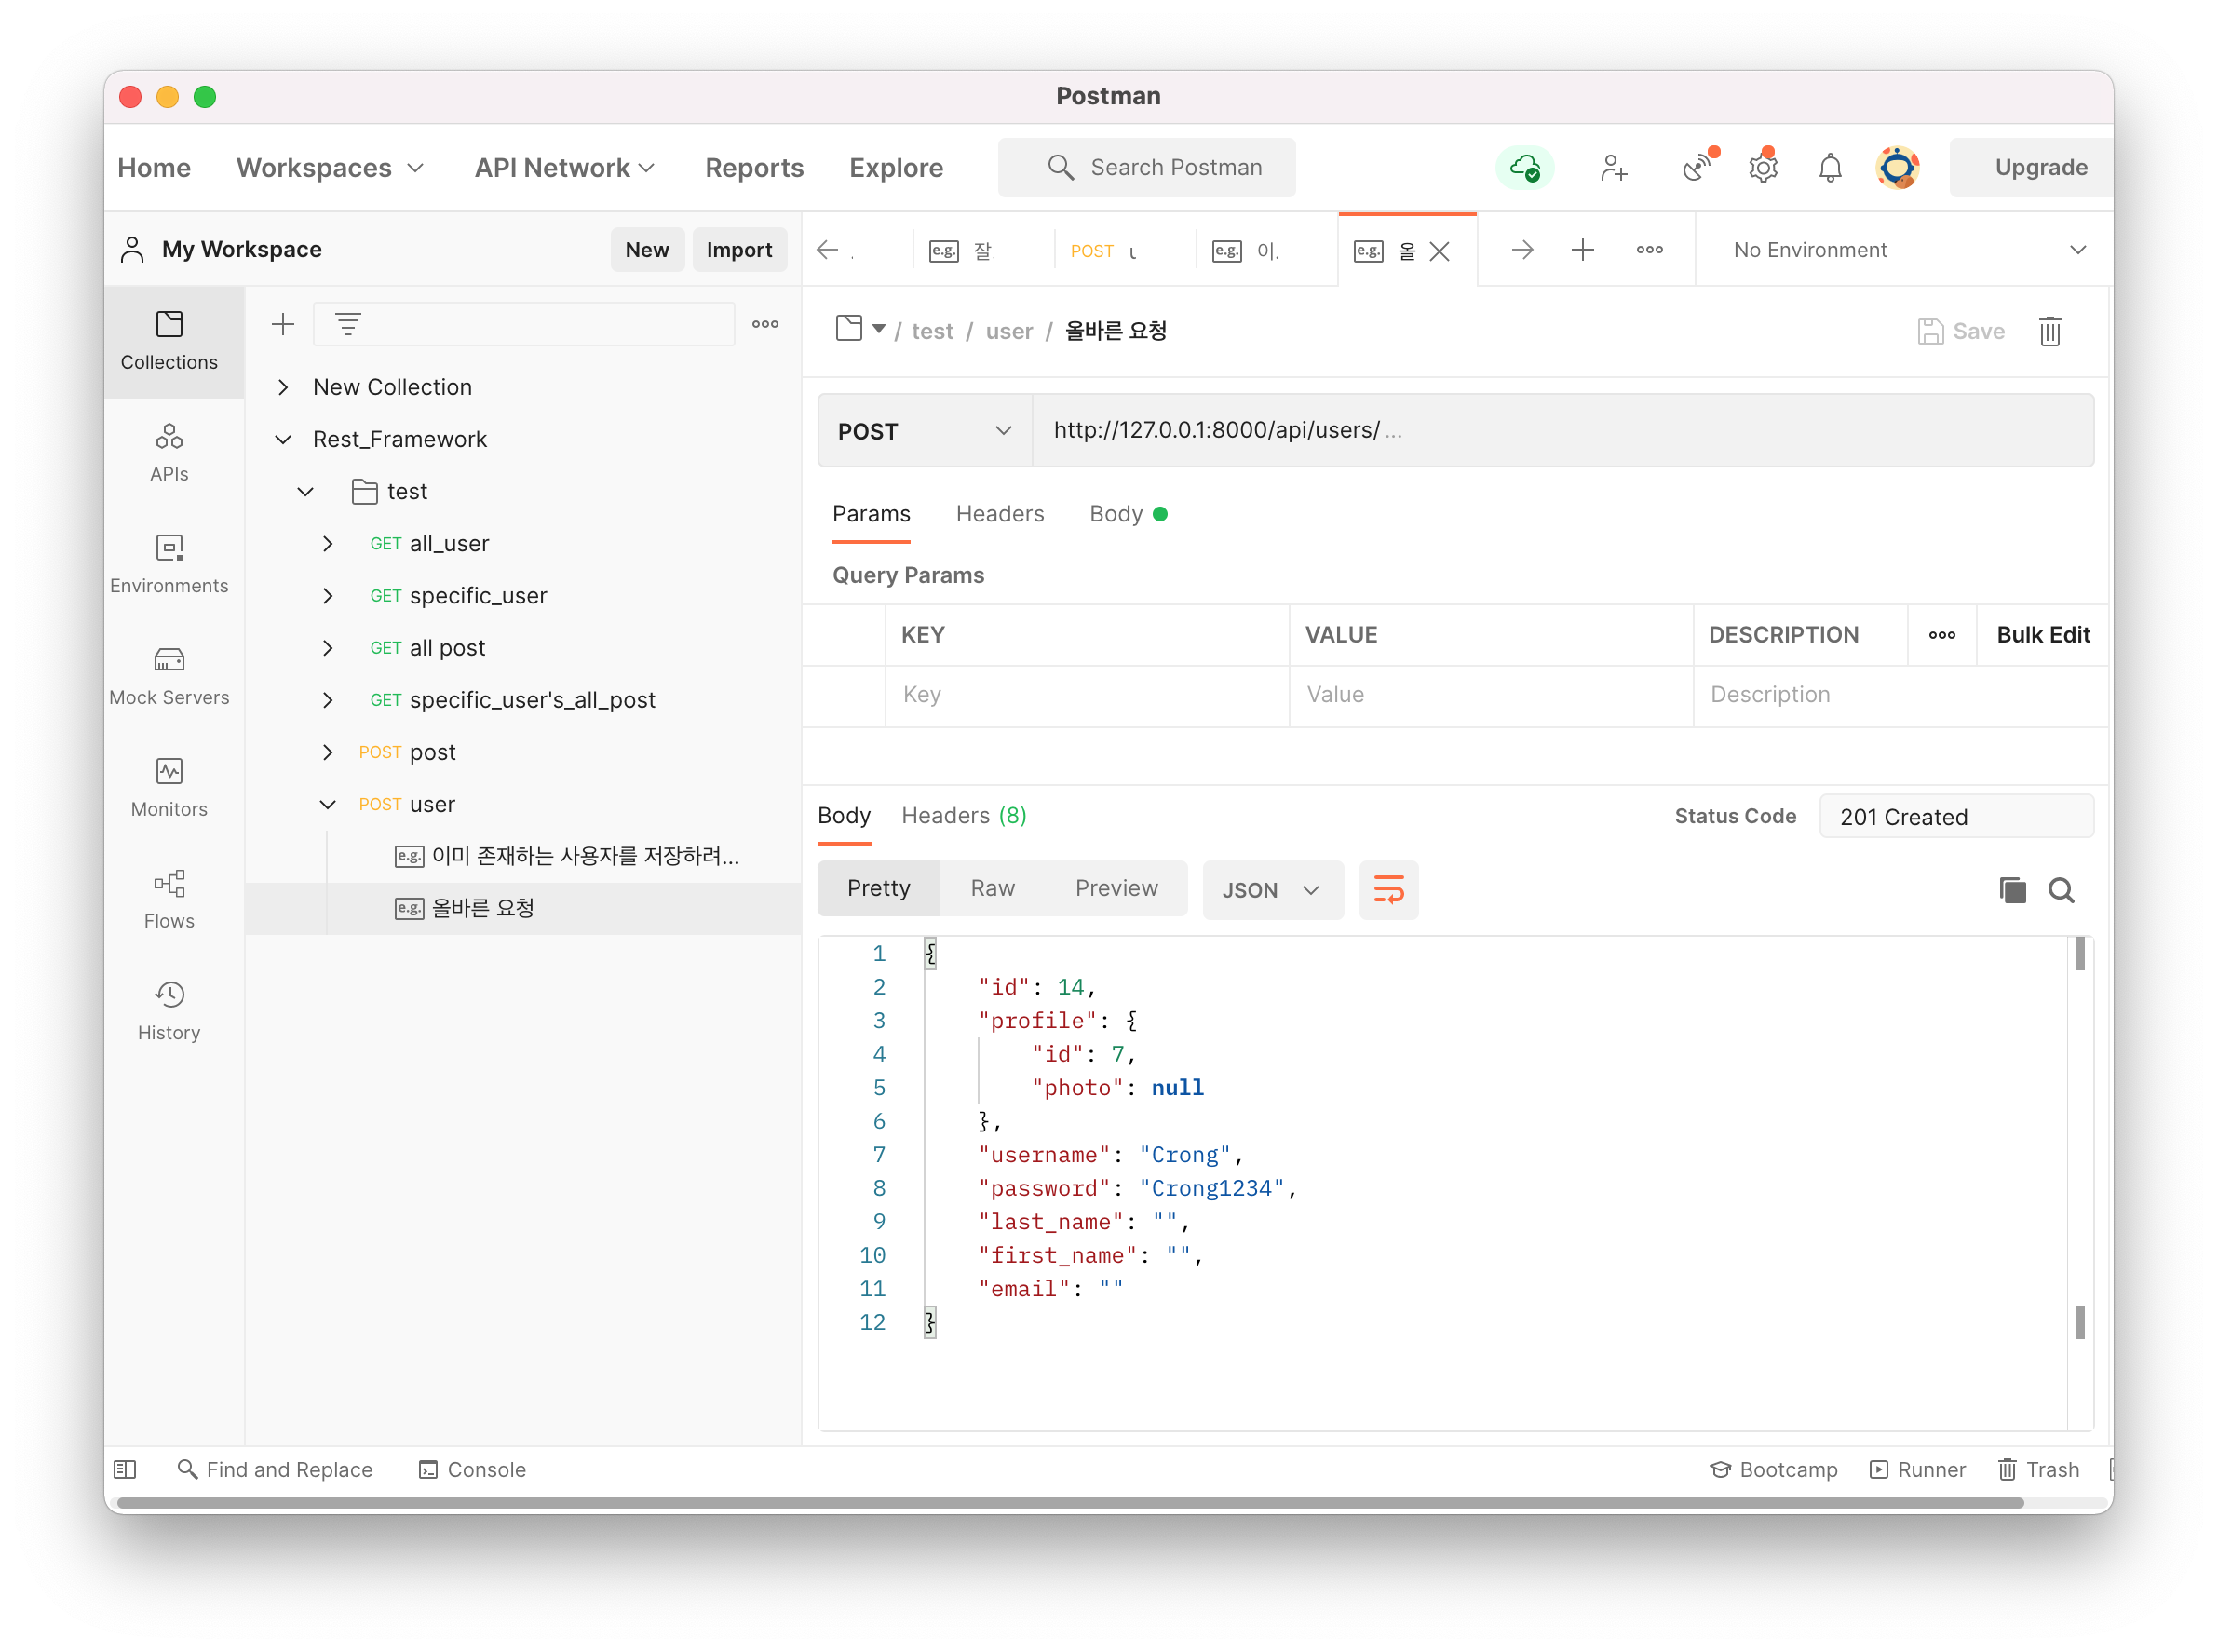 Postman
Home Workspaces API Network Reports Explore Search Postman Upgrade
My Workspace New Import
. e.g. 잘. POST e.g. 이. e.g. 올 No Environment
Collections
APIs
Environments
Mock Servers
Monitors
Flows
History
New Collection
Rest_Framework
test
GET all_user
GET specific_user
GET all post
GET specific_user's_all_post
POST post
POST user
e.g. 이미 존재하는 사용자를 저장하려...
e.g. 올바른 요청
/ test / user / 올바른 요청 Save
POST http://127.0.0.1:8000/api/users/ ...
Params Headers Body
Query Params
KEY VALUE DESCRIPTION Bulk Edit
Key Value Description
Body Headers (8) Status Code 201 Created
Pretty Raw Preview JSON
1 {
2 "id": 14,
3 "profile": {
4 "id": 7,
5 "photo": null
6 },
7 "username": "Crong",
8 "password": "Crong1234",
9 "last_name": "",
10 "first_name": "",
11 "email": ""
12 }
Find and Replace Console Bootcamp Runner Trash